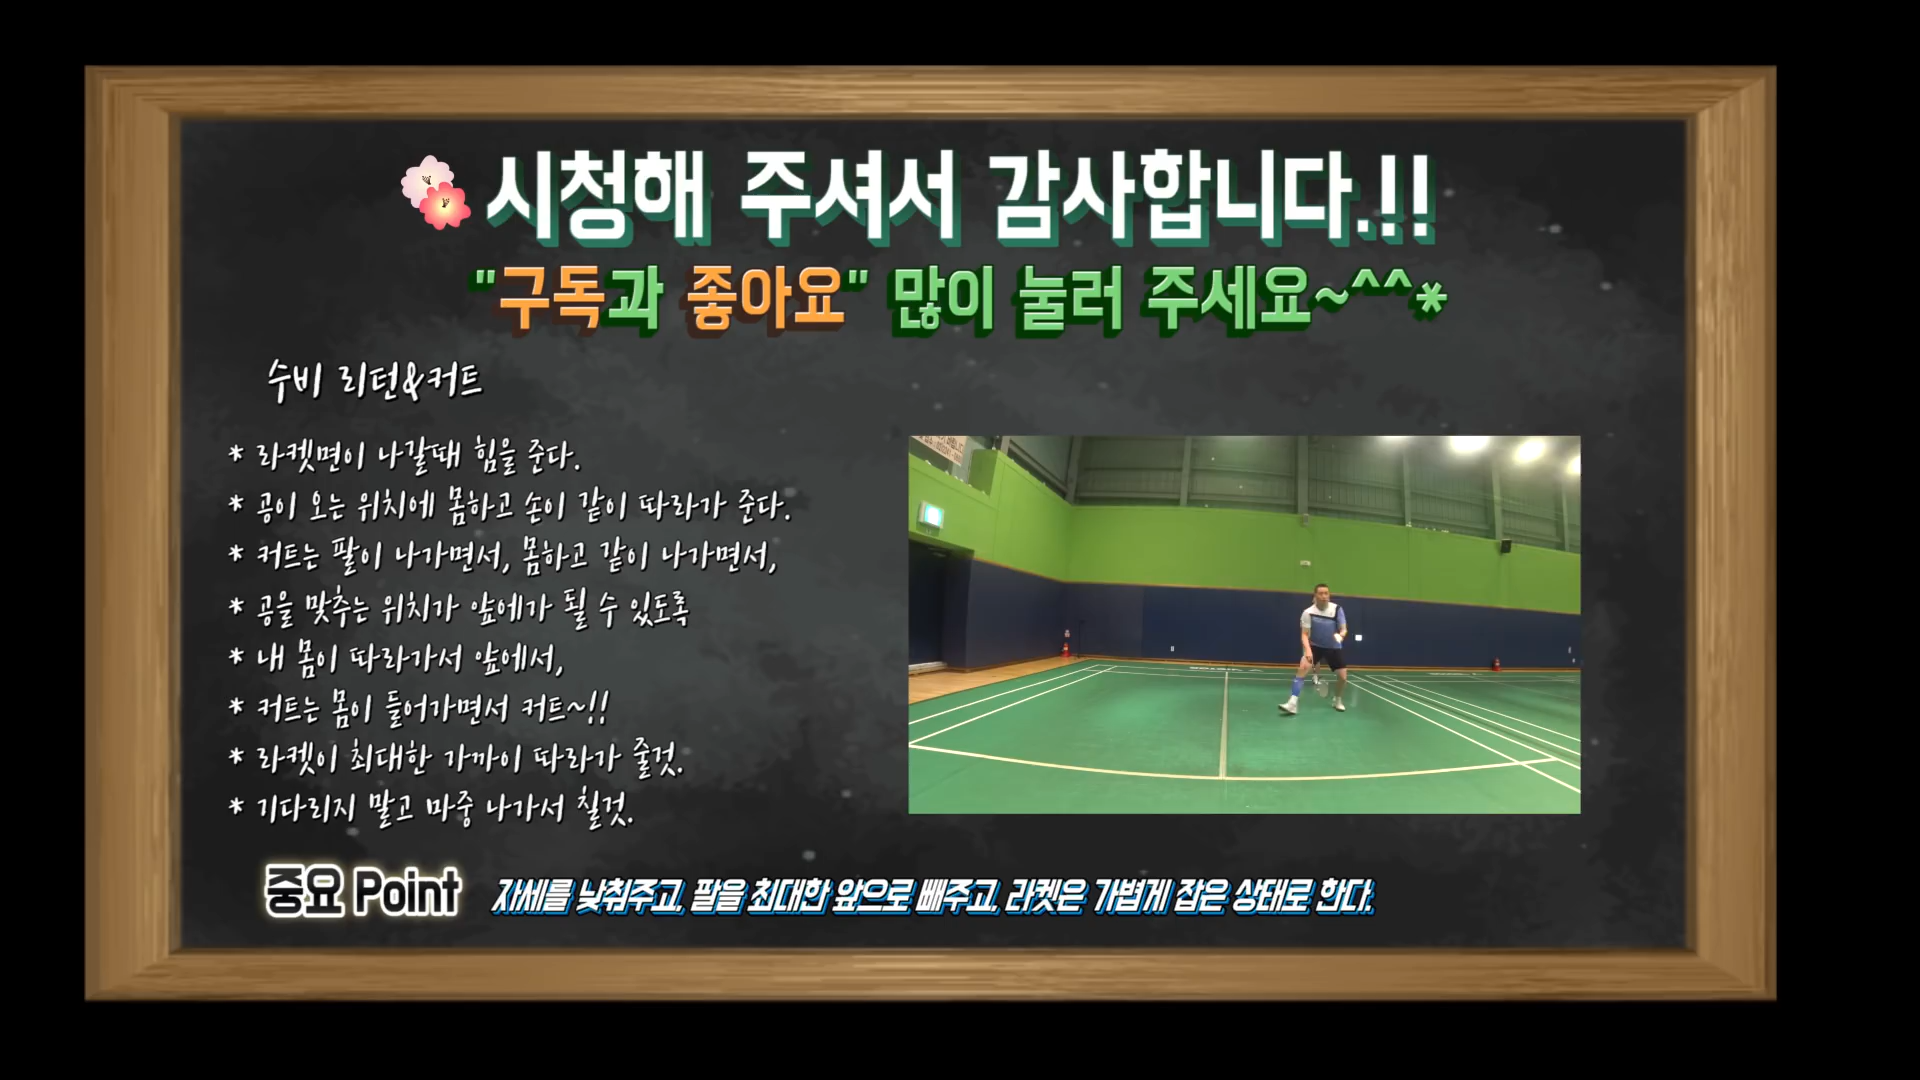 시청해 주셔서 감사합니다.!!
"구독과 좋아요" 많이 눌러 주세요~^^*
수비 리턴&커트
* 라켓면이 나갈때 힘을 준다.
* 공이 오는 위치에 몸하고 손이 같이 따라가 준다.
* 커트는 팔이 나가면서, 몸하고 같이 나가면서,
* 공을 맞추는 위치가 앞에가 될 수 있도록
* 내 몸이 따라가서 앞에서,
* 커트는 몸이 들어가면서 커트~!!
* 라켓이 최대한 가까이 따라가 줄것.
* 기다리지 말고 마중 나가서 칠것.
중요 Point 자세를 낮춰주고, 팔을 최대한 앞으로 빼주고, 라켓은 가볍게 잡은 상태로 한다.